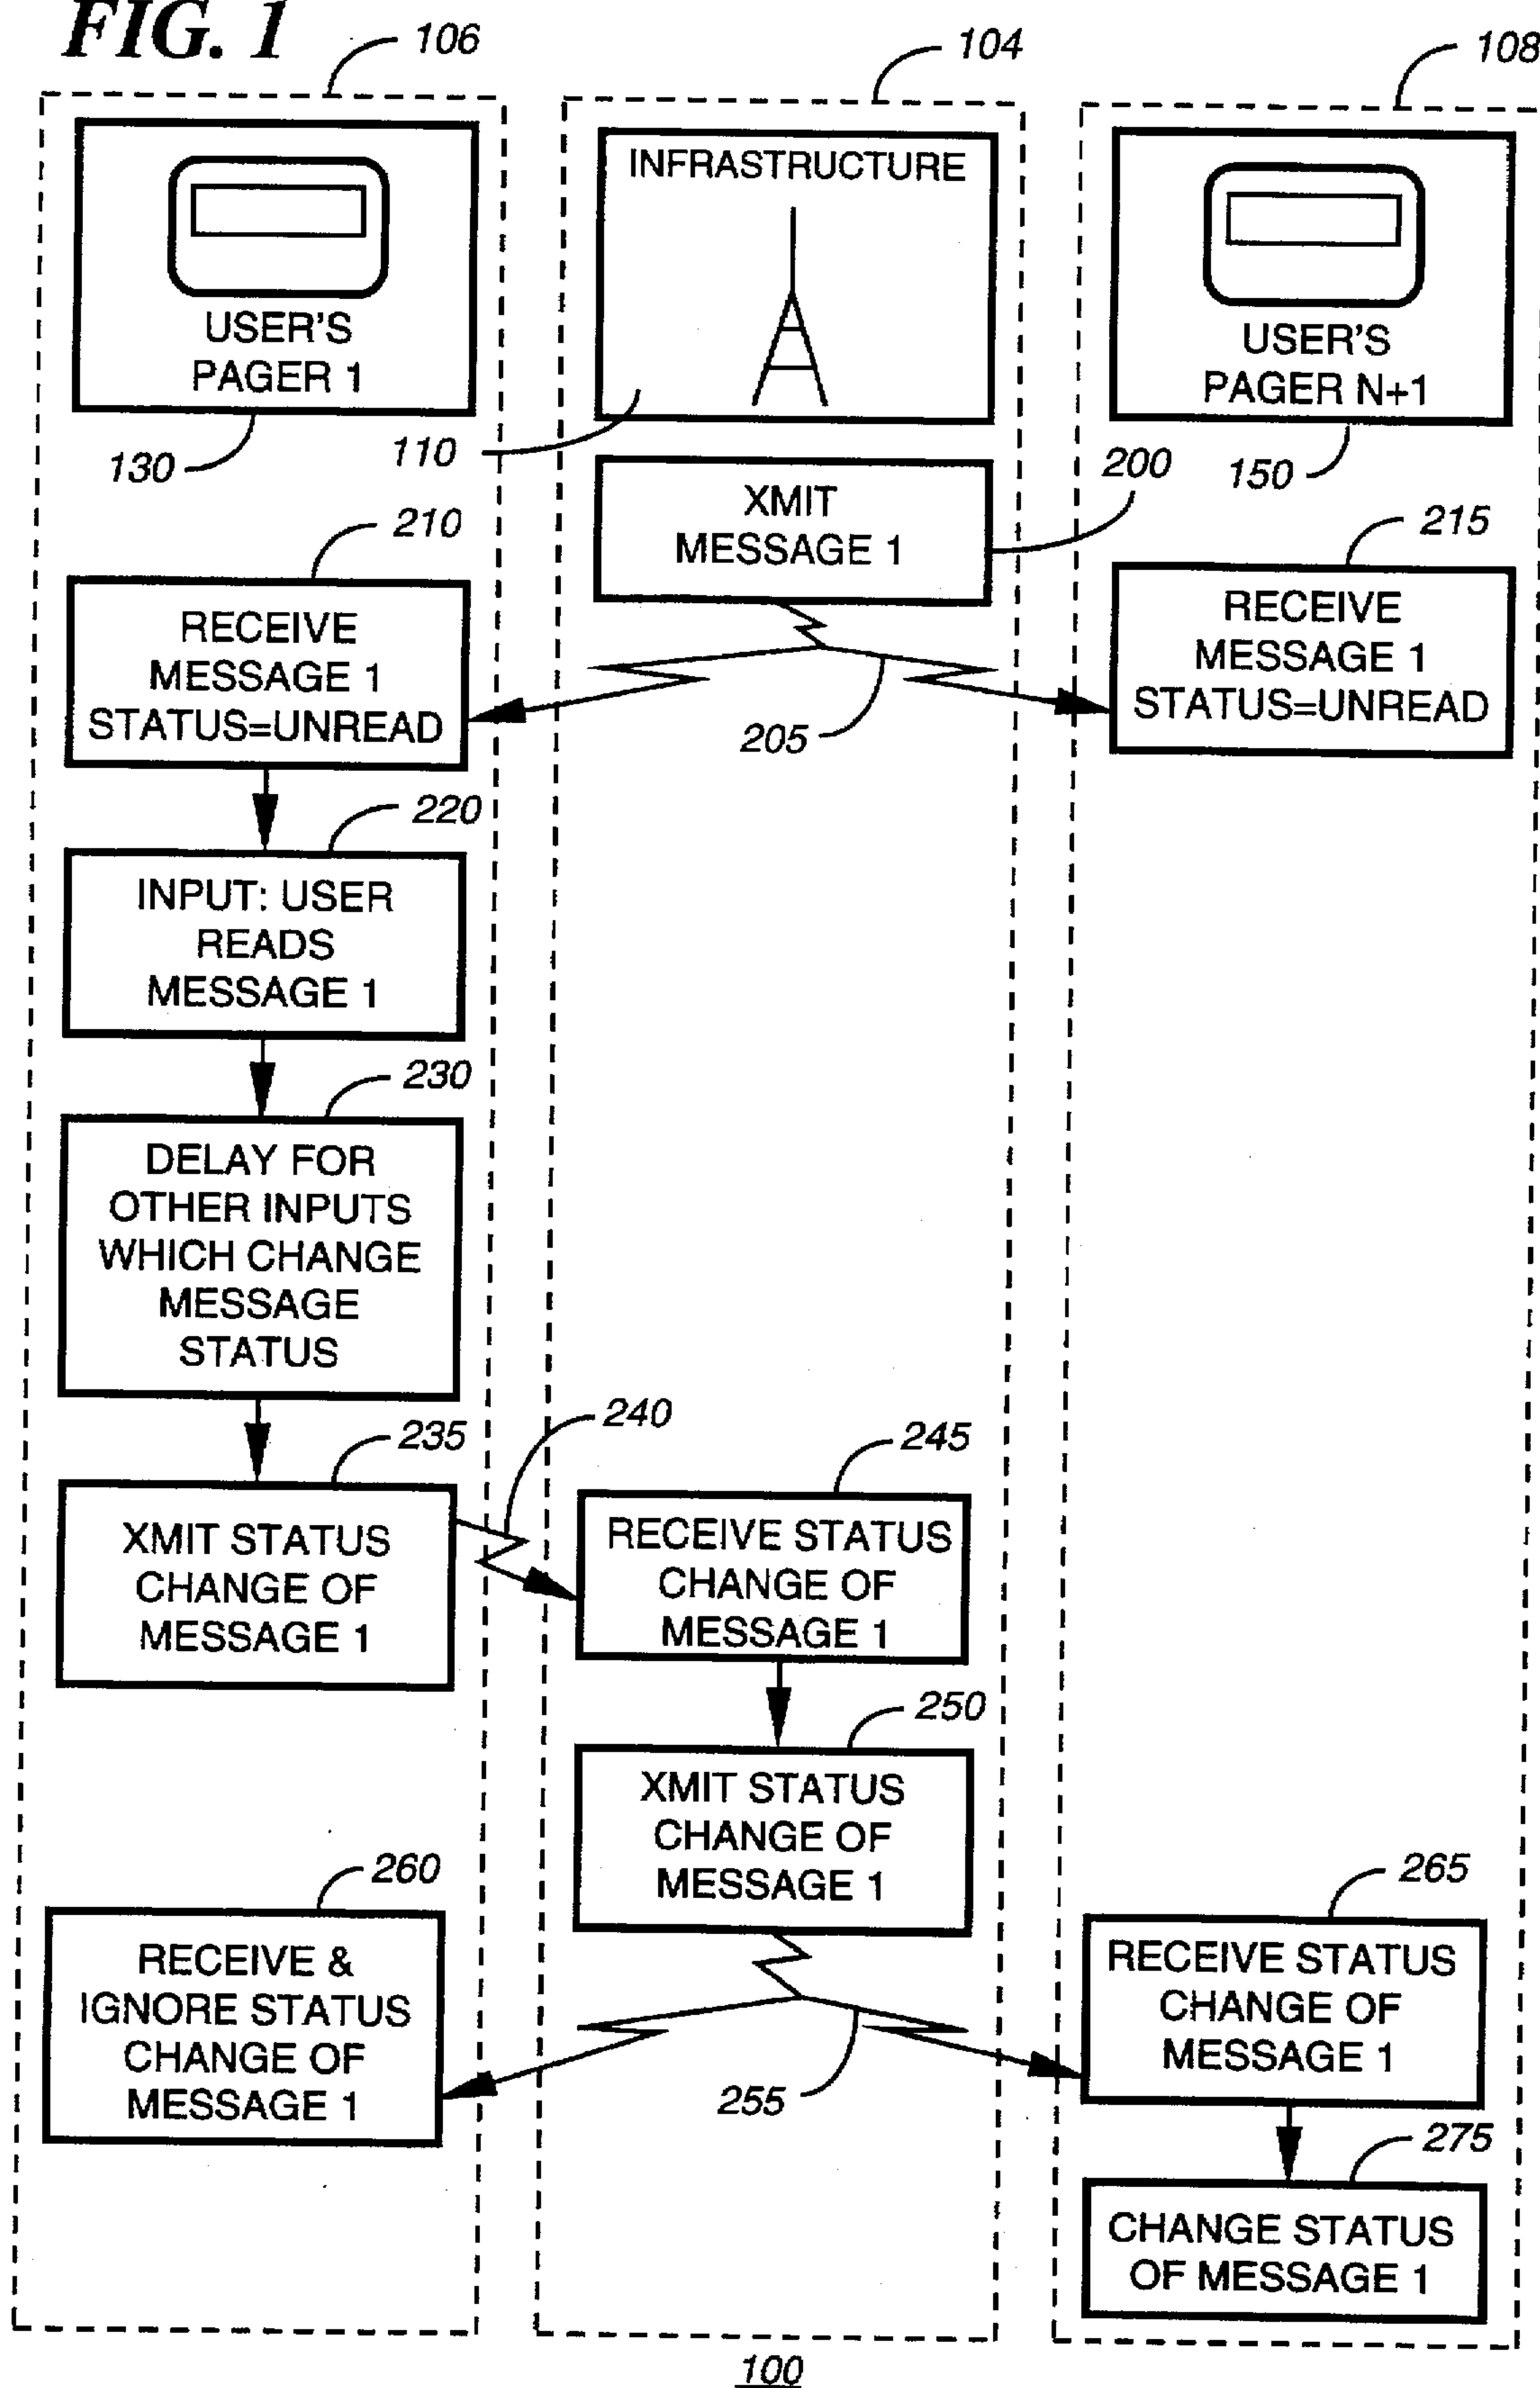 FIG. 1
106
104
108
USER'S
PAGER 1
130
INFRASTRUCTURE
110
USER'S
PAGER N+1
150
XMIT
MESSAGE 1
200
205
210
RECEIVE
MESSAGE 1
STATUS=UNREAD
215
RECEIVE
MESSAGE 1
STATUS=UNREAD
220
INPUT: USER
READS
MESSAGE 1
230
DELAY FOR
OTHER INPUTS
WHICH CHANGE
MESSAGE
STATUS
235
XMIT STATUS
CHANGE OF
MESSAGE 1
240
245
RECEIVE STATUS
CHANGE OF
MESSAGE 1
250
XMIT STATUS
CHANGE OF
MESSAGE 1
255
260
RECEIVE &
IGNORE STATUS
CHANGE OF
MESSAGE 1
265
RECEIVE STATUS
CHANGE OF
MESSAGE 1
275
CHANGE STATUS
OF MESSAGE 1
100